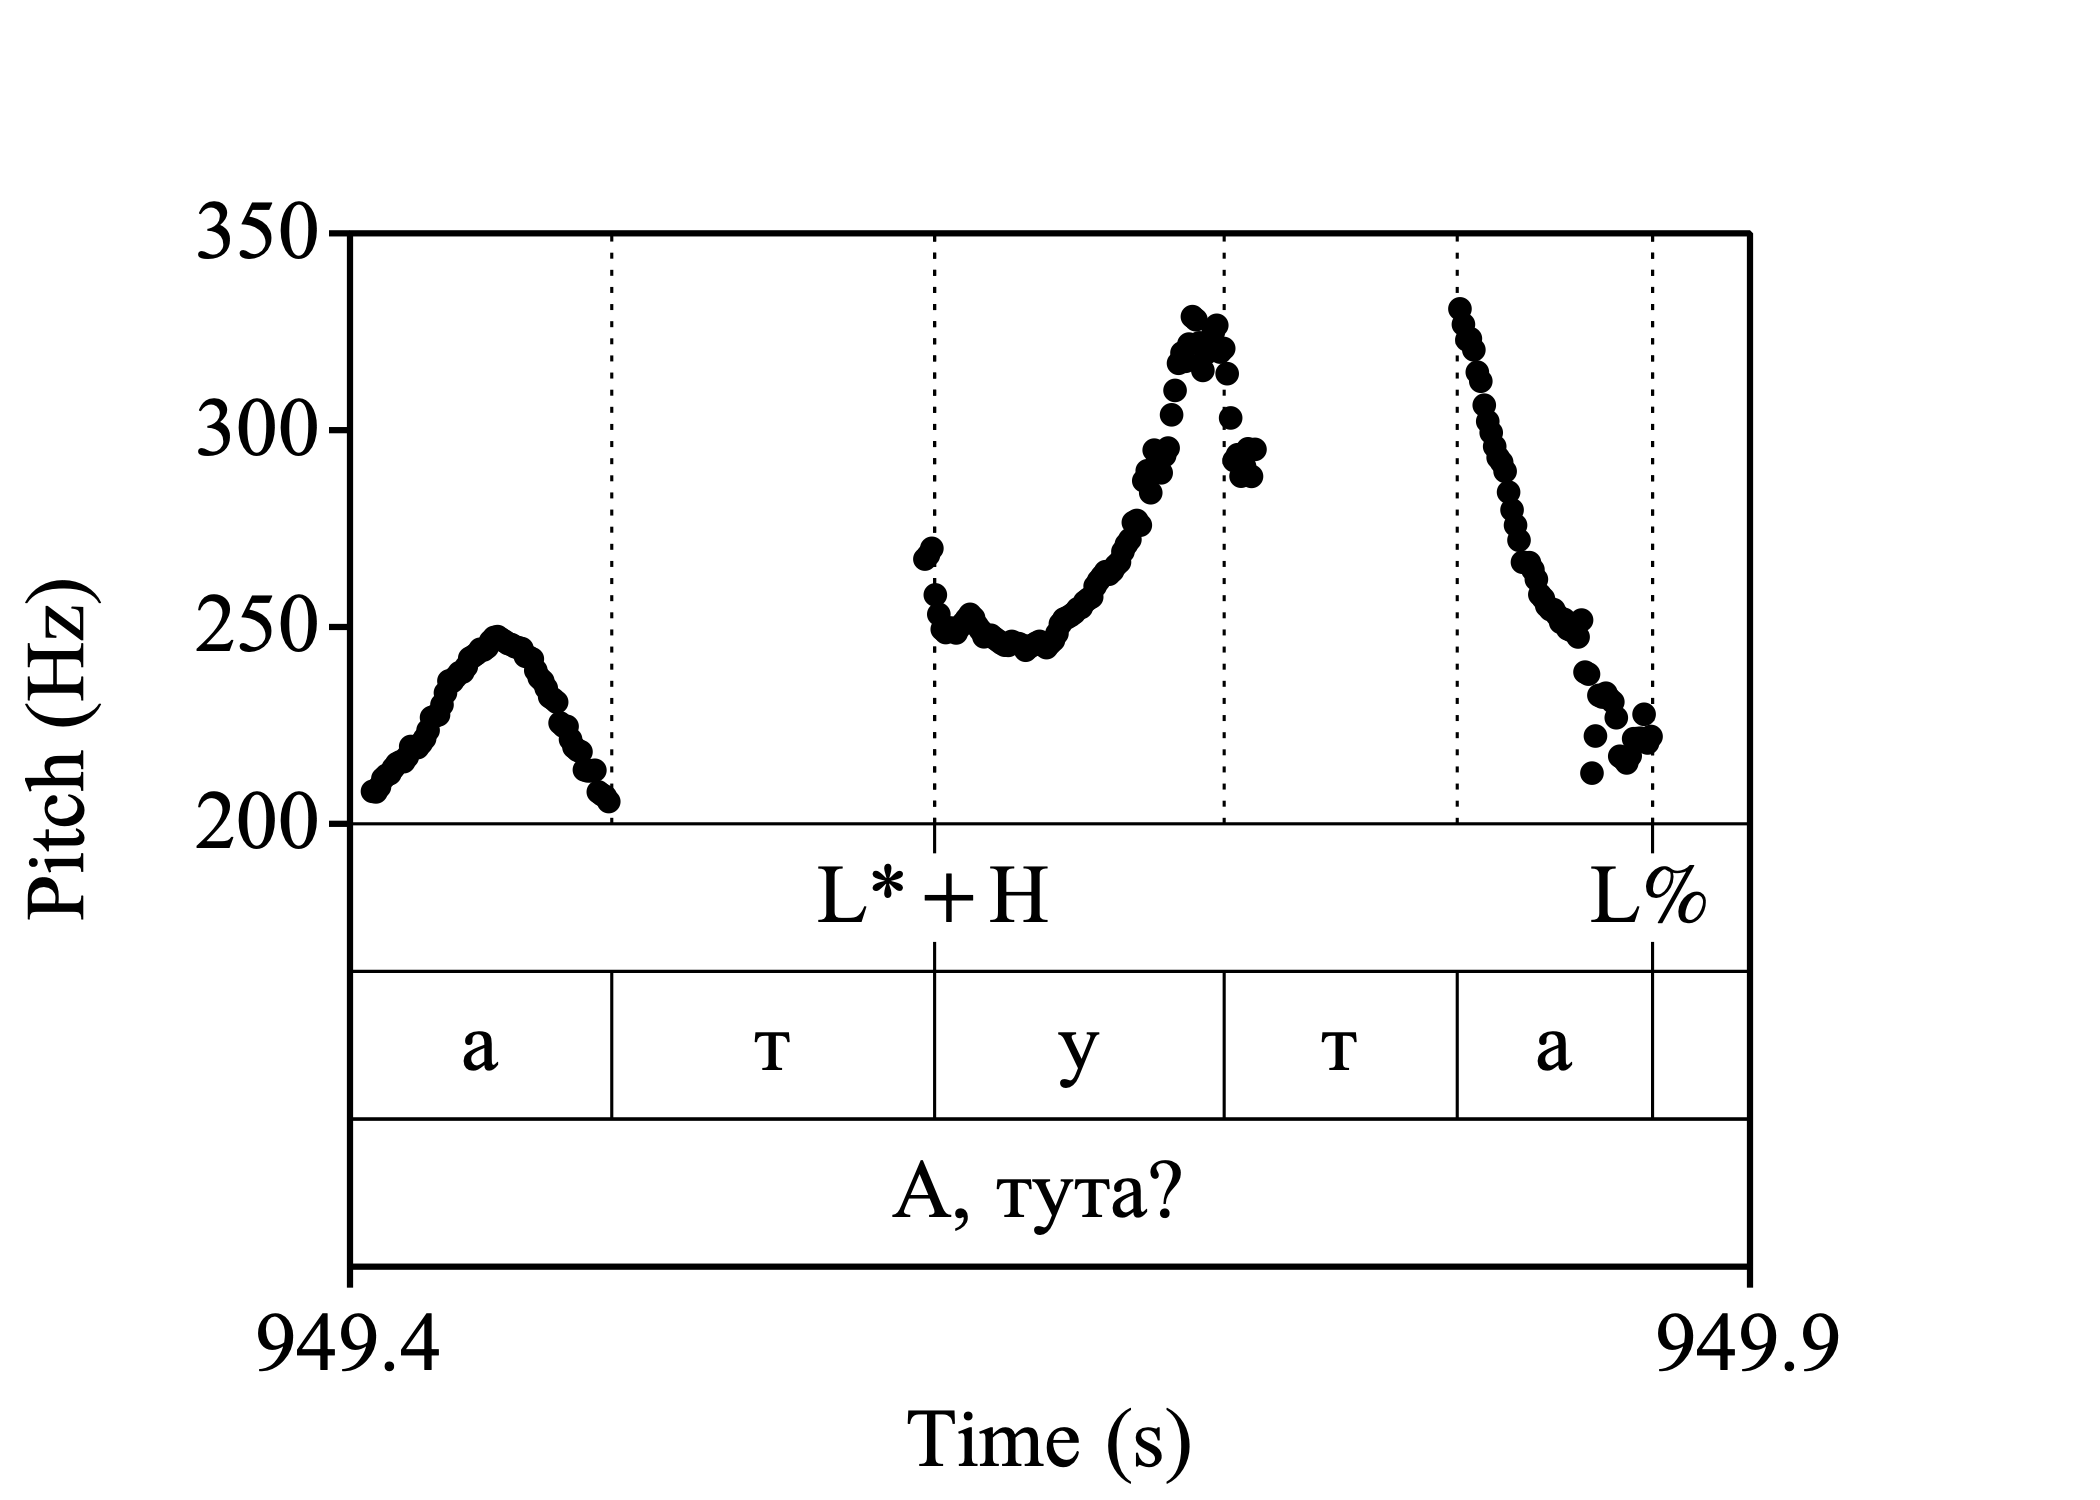 350
300
250
200
Pitch (Hz)
L*+H L%
а т у т а
А, тута?
949.4 949.9
Time (s)